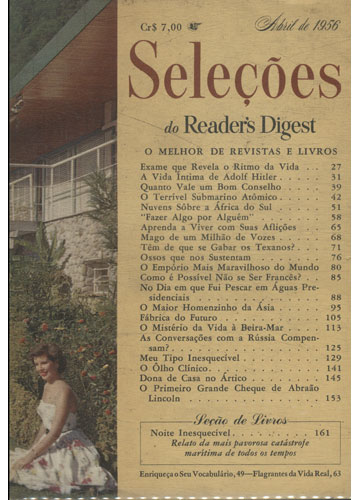 Cr$ 7,00 Abril de 1956
Seleções
do Reader's Digest
O MELHOR DE REVISTAS E LIVROS
Exame que Revela o Ritmo da Vida . . 27
A Vida Íntima de Adolf Hitler . . . . . 31
Quanto Vale um Bom Conselho . . . . 39
O Terrível Submarino Atômico . . . . . 42
Nuvens Sôbre a África do Sul . . . . . 51
"Fazer Algo por Alguém" . . . . . . . 58
Aprenda a Viver com Suas Aflições . . 65
Mago de um Milhão de Vozes . . . . . 68
Têm de que se Gabar os Texanos? . . . 71
Ossos que nos Sustentam . . . . . . . 76
O Empório Mais Maravilhoso do Mundo 80
Como é Possível Não se Ser Francês? . . 85
No Dia em que Fui Pescar em Águas Pre-
sidenciais . . . . . . . . . . . . . 88
O Maior Homenzinho da Ásia . . . . . 95
Fábrica do Futuro . . . . . . . . . . 105
O Mistério da Vida à Beira-Mar . . . 113
As Conversações com a Rússia Compen-
sam? . . . . . . . . . . . . . . . 125
Meu Tipo Inesquecível . . . . . . . . 129
O Ôlho Clínico . . . . . . . . . . . 141
Dona de Casa no Ártico . . . . . . . 145
O Primeiro Grande Cheque de Abraão
Lincoln . . . . . . . . . . . . . . 153
Seção de Livros
Noite Inesquecível . . . . . . . . . 161
Relato da mais pavorosa catástrofe
marítima de todos os tempos
Enriqueça o Seu Vocabulário, 49—Flagrantes da Vida Real, 63